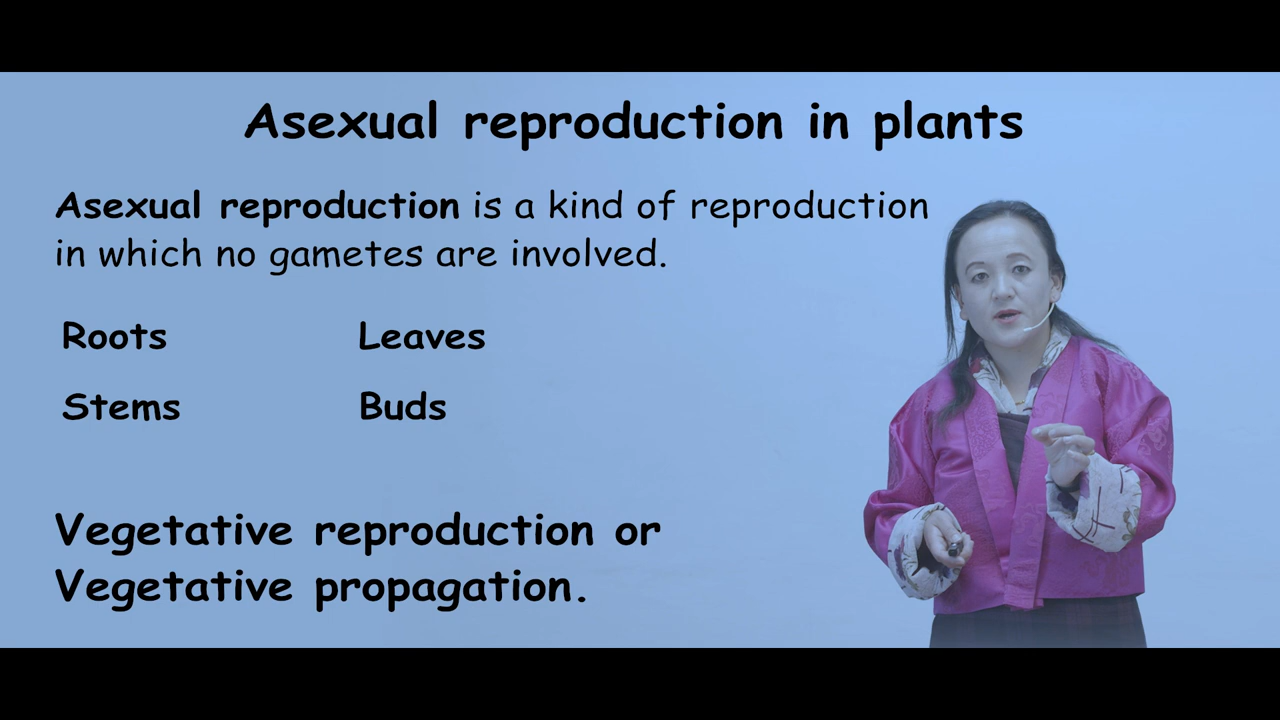 Asexual reproduction in plants
Asexual reproduction is a kind of reproduction
in which no gametes are involved.
Roots Leaves
Stems Buds
Vegetative reproduction or
Vegetative propagation.